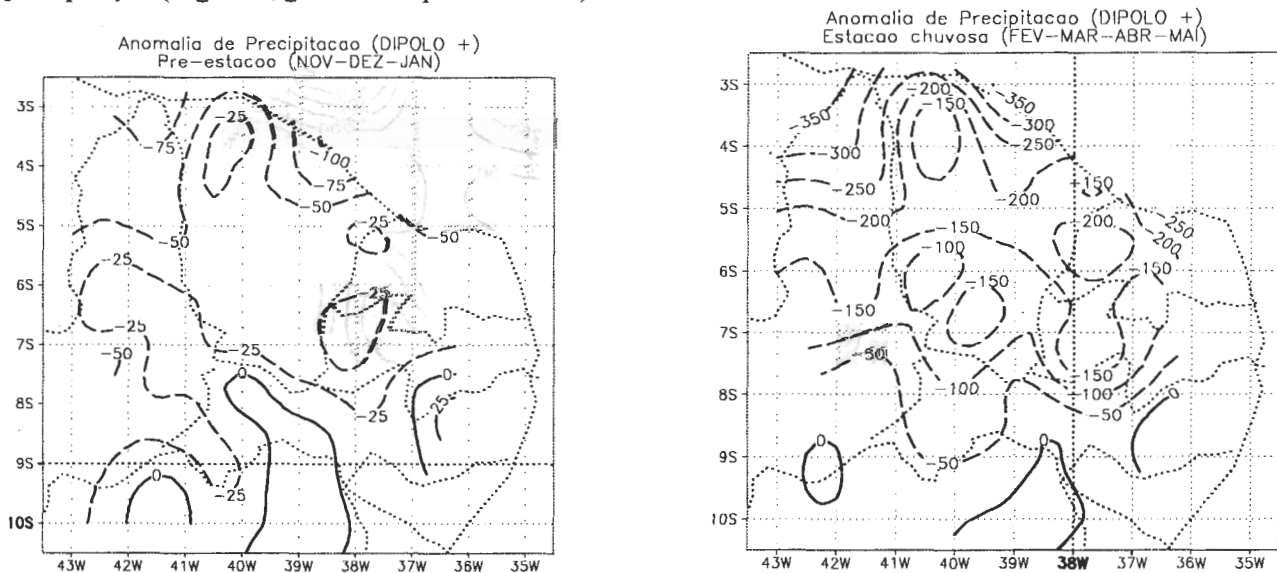 Anomalia de Precipitacao (DIPOLO +)
Pre-estacao (NOV-DEZ-JAN)
3S
4S
5S
6S
7S
8S
9S
10S
43W 42W 41W 40W 39W 38W 37W 36W 35W
-25
-75
-100
-75
-50
-25
-50
-50
-25
-25
-25
-50
-25
0
0
-25
25
0
-25
Anomalia de Precipitacao (DIPOLO +)
Estacao chuvosa (FEV-MAR-ABR-MAI)
3S
4S
5S
6S
7S
8S
9S
10S
43W 42W 41W 40W 39W 38W 37W 36W 35W
-350
-200
-150
-350
-300
-250
-300
-250
-150
-200
-200
-250
-200
-150
-100
-150
-150
-150
-50
-100
-150
-100
-50
0
0
0
-50